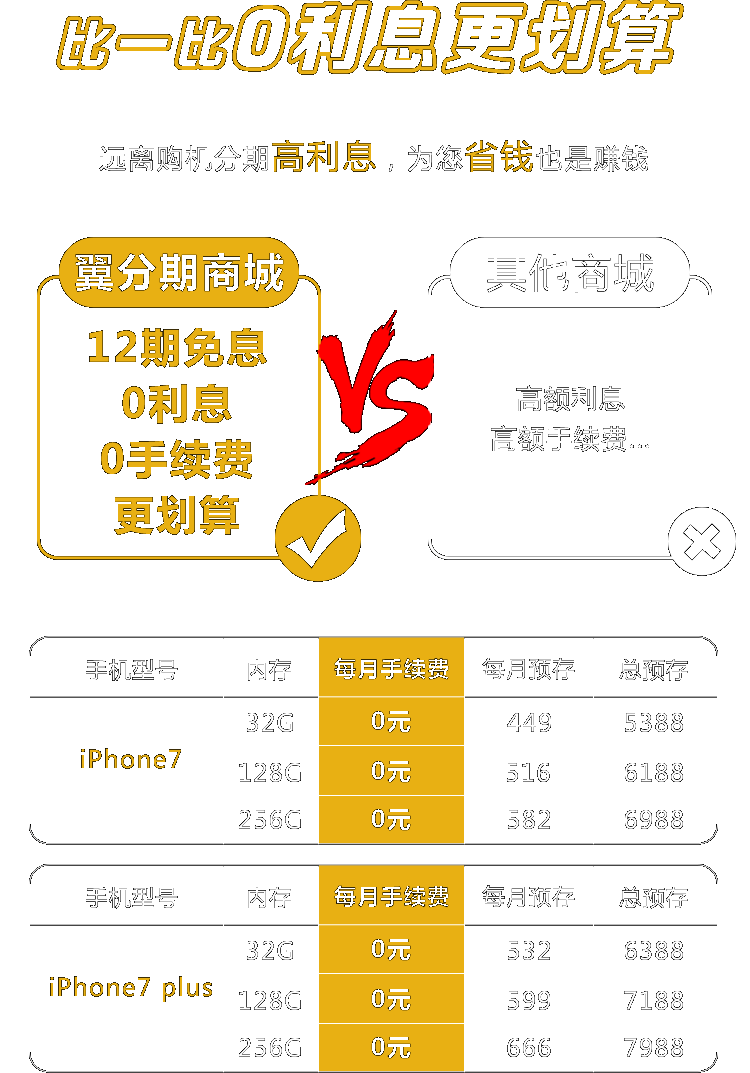 比一比0利息更划算
远离购机分期高利息，为您省钱也是赚钱
翼分期商城
12期免息
0利息
0手续费
更划算
VS
其他商城
高额利息
高额手续费...
手机型号 内存 每月手续费 每月预存 总预存
32G 0元 449 5388
iPhone7
128G 0元 516 6188
256G 0元 582 6988
手机型号 内存 每月手续费 每月预存 总预存
32G 0元 532 6388
iPhone7 plus
128G 0元 599 7188
256G 0元 666 7988